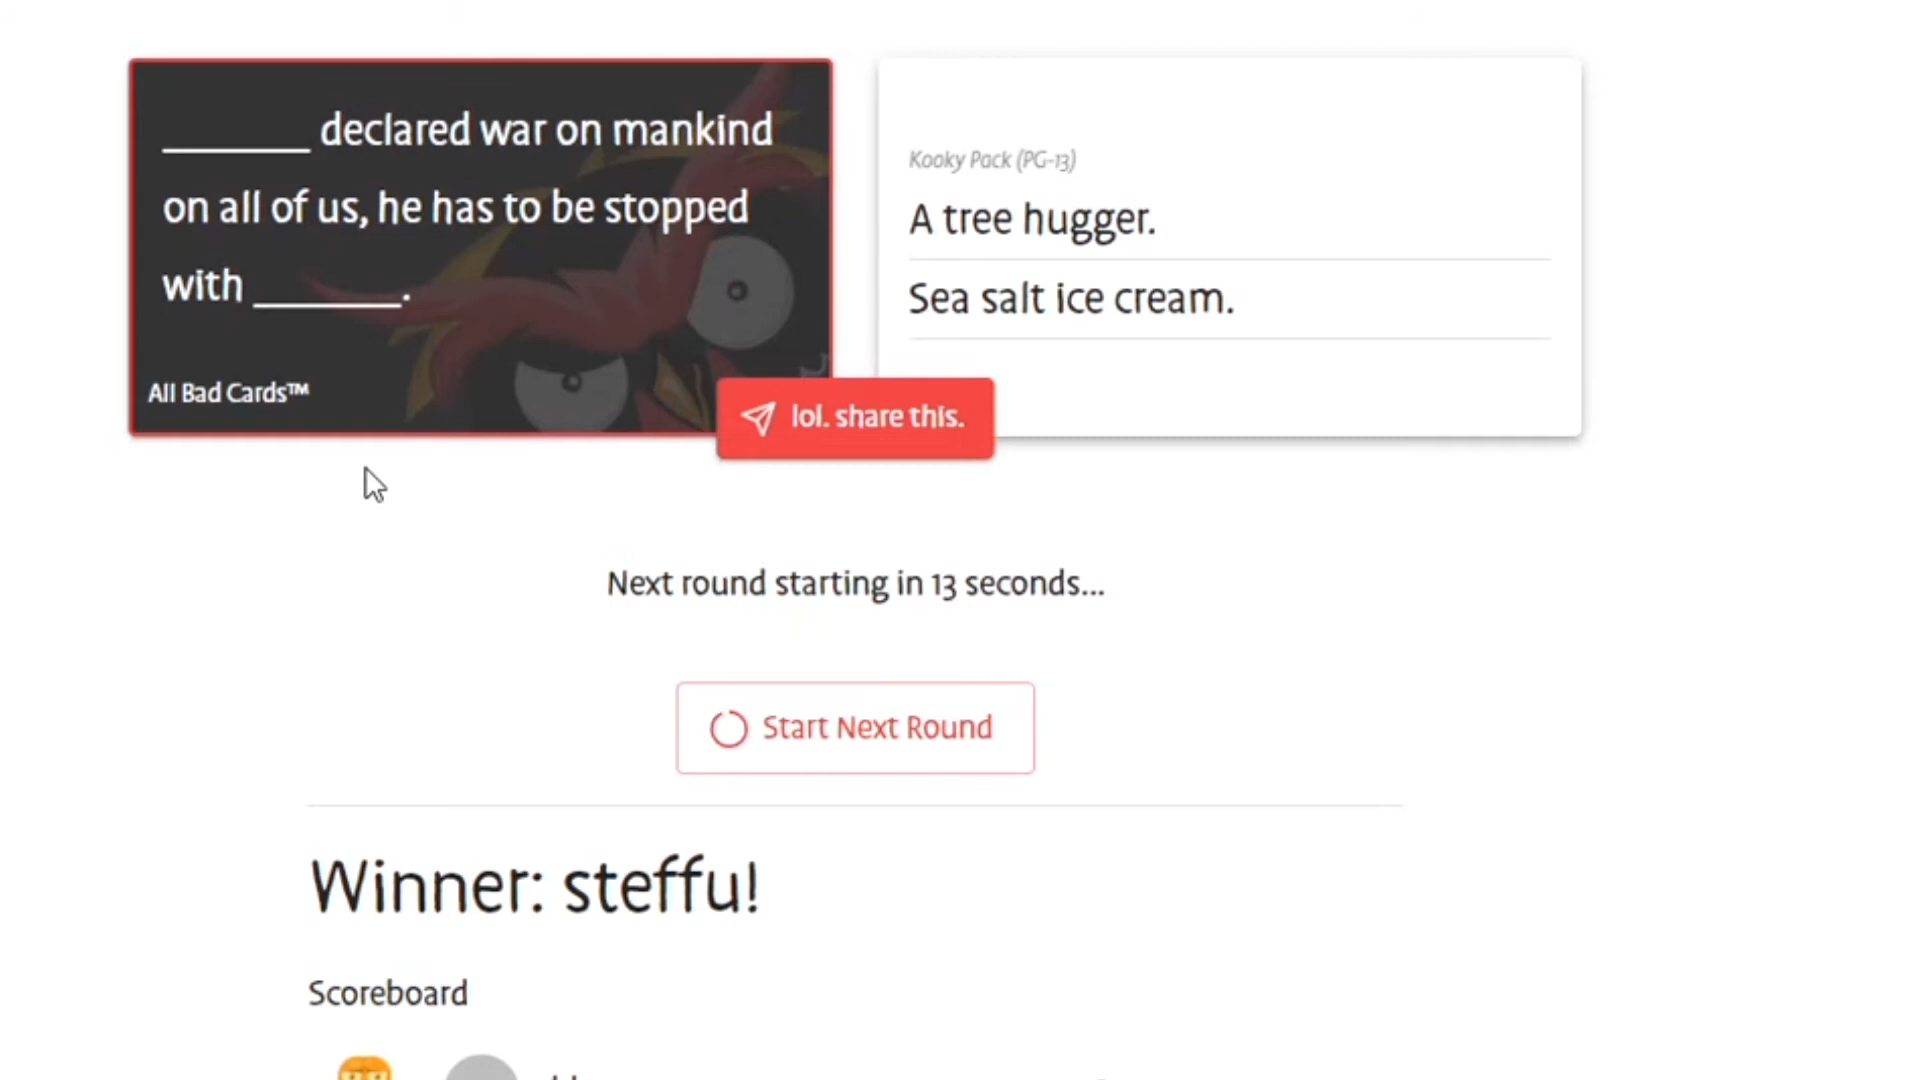 _______ declared war on mankind
on all of us, he has to be stopped
with _______.
All Bad Cards™
Kooky Pack (PG-13)
A tree hugger.
Sea salt ice cream.
lol. share this.
Next round starting in 13 seconds...
Start Next Round
Winner: steffu!
Scoreboard